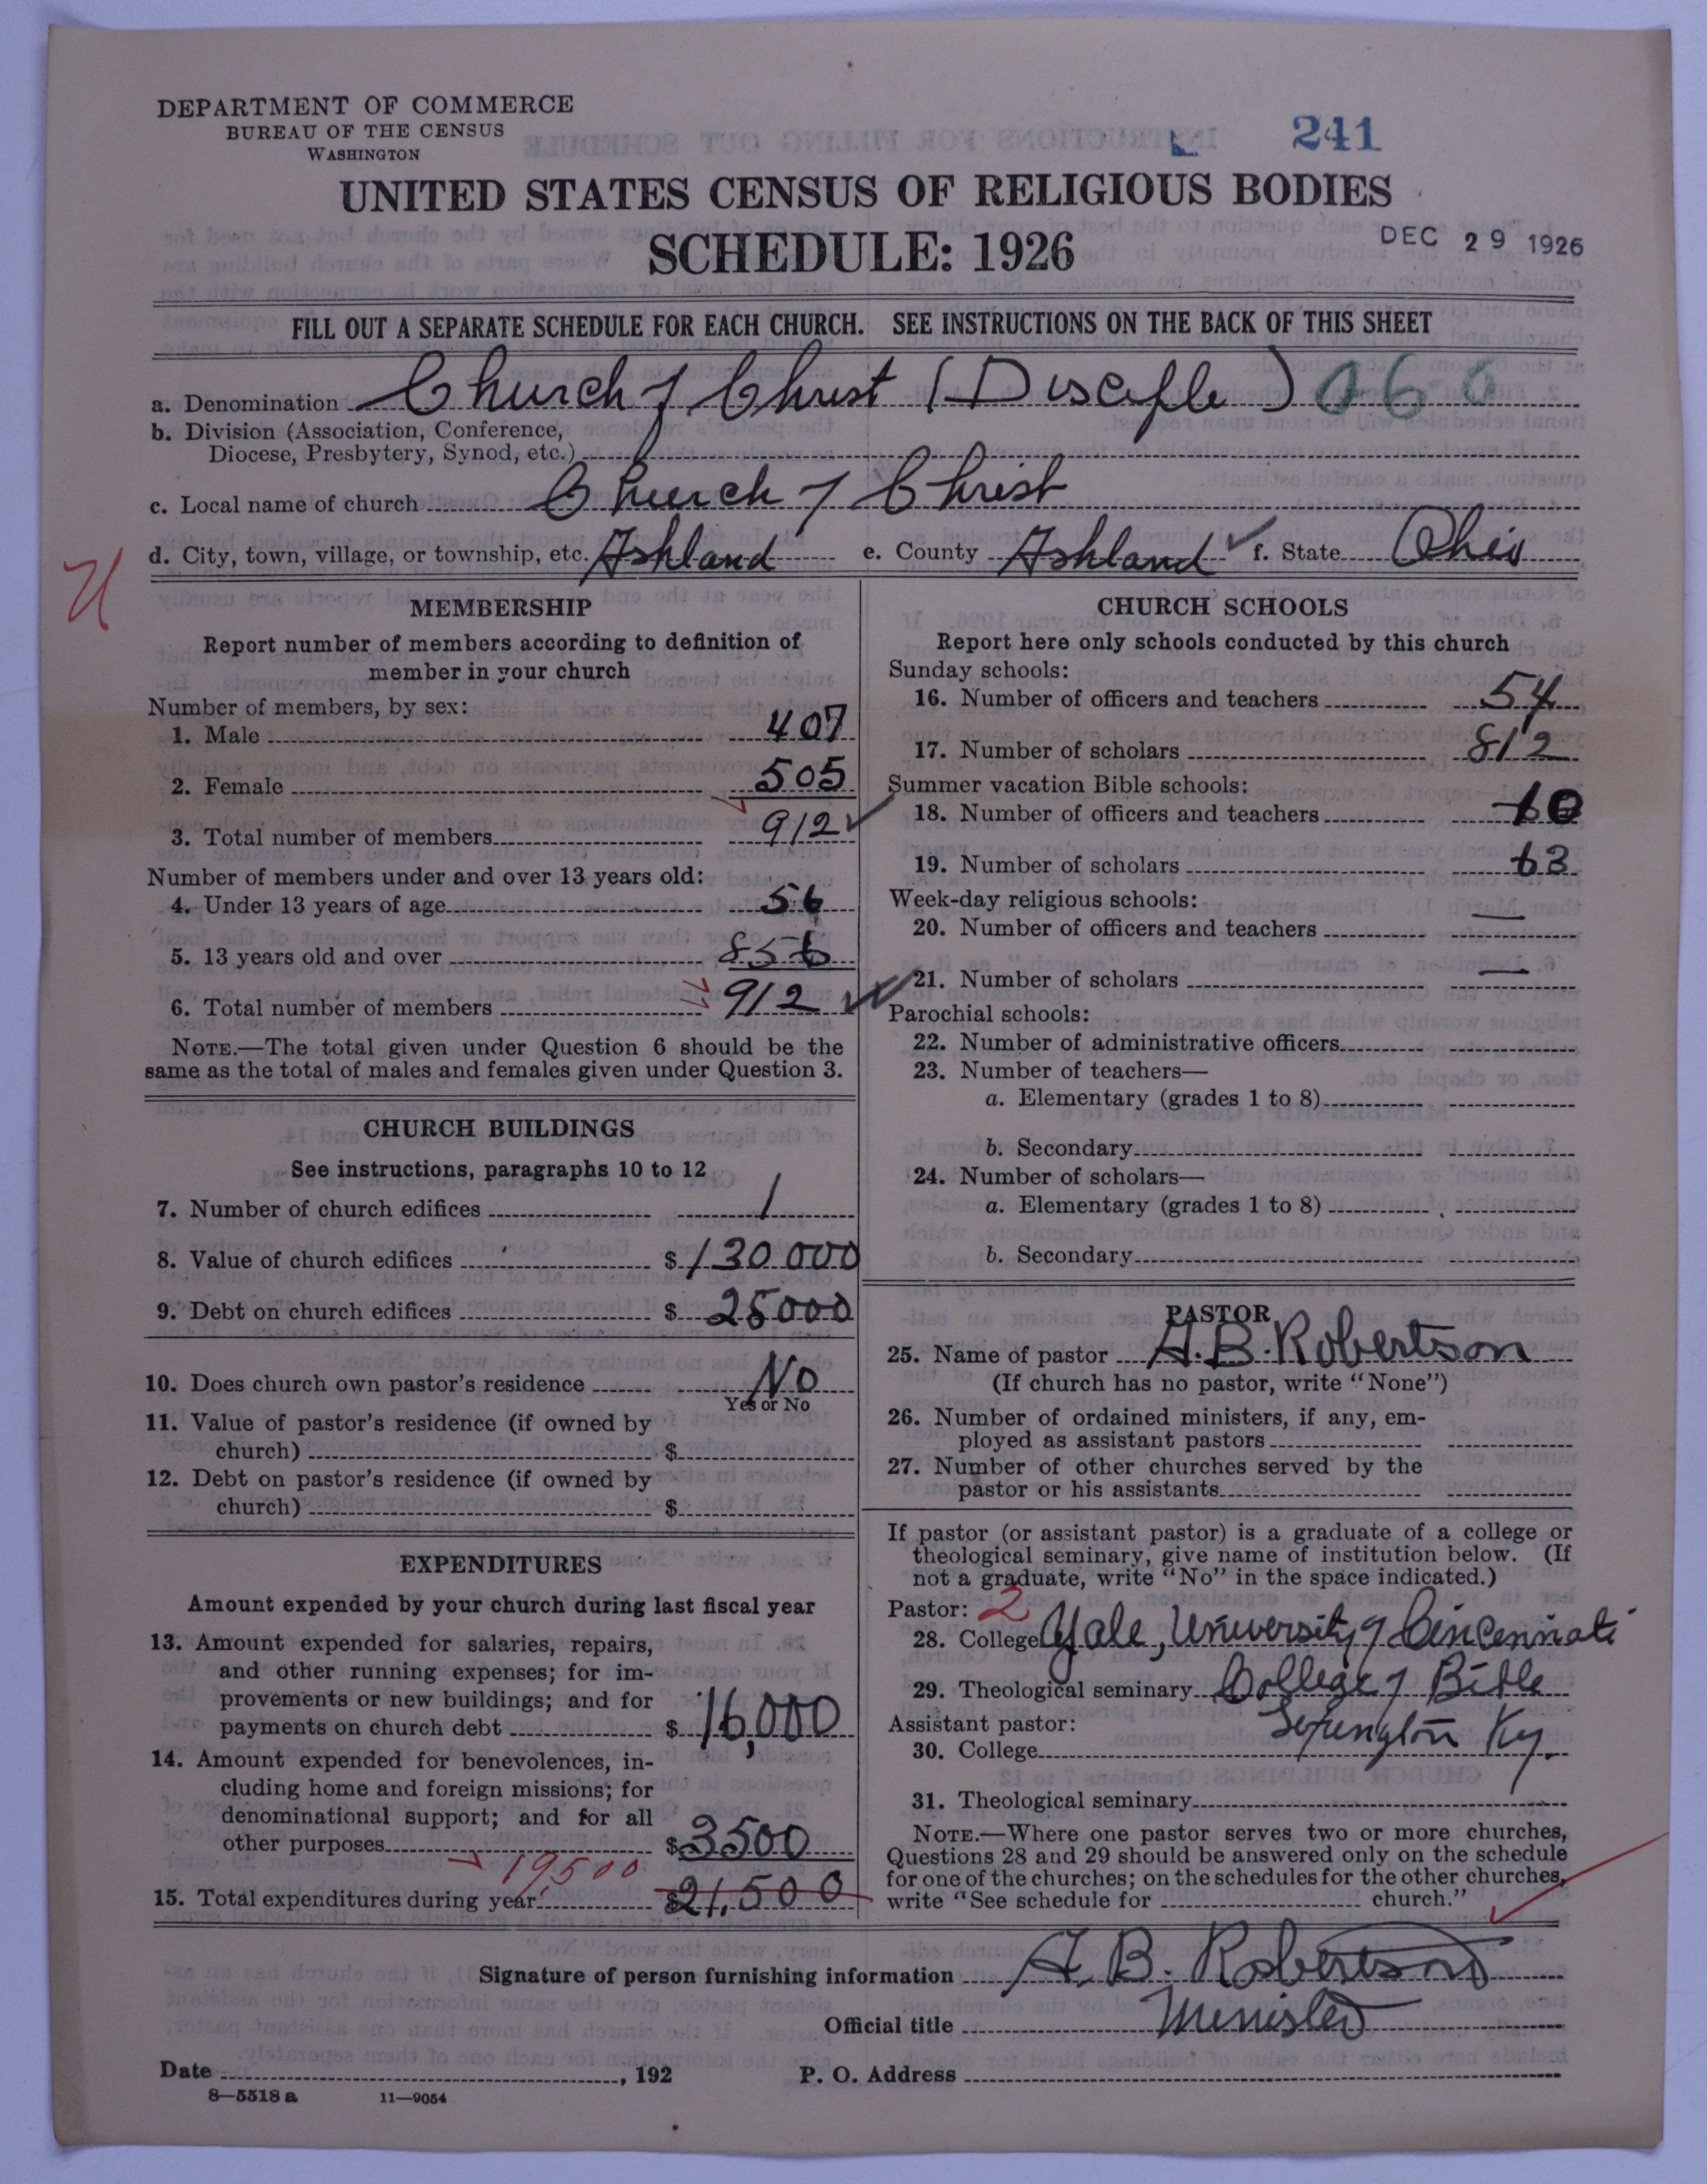 DEPARTMENT OF COMMERCE
BUREAU OF THE CENSUS
WASHINGTON
241
UNITED STATES CENSUS OF RELIGIOUS BODIES
SCHEDULE: 1926
DEC 29 1926
FILL OUT A SEPARATE SCHEDULE FOR EACH CHURCH. SEE INSTRUCTIONS ON THE BACK OF THIS SHEET
a. Denomination Church of Christ (Disciple)
b. Division (Association, Conference,
Diocese, Presbytery, Synod, etc.)
c. Local name of church Church of Christ
d. City, town, village, or township, etc. Ashland e. County Ashland f. State Ohio
MEMBERSHIP
Report number of members according to definition of
member in your church
Number of members, by sex:
1. Male 407
2. Female 505
3. Total number of members 912
Number of members under and over 13 years old:
4. Under 13 years of age 56
5. 13 years old and over 856
6. Total number of members 912
NOTE.—The total given under Question 6 should be the
same as the total of males and females given under Question 3.
CHURCH BUILDINGS
See instructions, paragraphs 10 to 12
7. Number of church edifices 1
8. Value of church edifices $130000
9. Debt on church edifices $25000
10. Does church own pastor's residence No
Yes or No
11. Value of pastor's residence (if owned by
church) $
12. Debt on pastor's residence (if owned by
church) $
EXPENDITURES
Amount expended by your church during last fiscal year
13. Amount expended for salaries, repairs,
and other running expenses; for im-
provements or new buildings; and for
payments on church debt $16,000
14. Amount expended for benevolences, in-
cluding home and foreign missions; for
denominational support; and for all
other purposes $3500
19,500
15. Total expenditures during year $21,500
CHURCH SCHOOLS
Report here only schools conducted by this church
Sunday schools:
16. Number of officers and teachers 54
17. Number of scholars 812
Summer vacation Bible schools:
18. Number of officers and teachers 10
19. Number of scholars 63
Week-day religious schools:
20. Number of officers and teachers —
21. Number of scholars —
Parochial schools:
22. Number of administrative officers
23. Number of teachers—
a. Elementary (grades 1 to 8)
b. Secondary
24. Number of scholars—
a. Elementary (grades 1 to 8)
b. Secondary
PASTOR
25. Name of pastor A.B. Robertson
(If church has no pastor, write "None")
26. Number of ordained ministers, if any, em-
ployed as assistant pastors
27. Number of other churches served by the
pastor or his assistants
If pastor (or assistant pastor) is a graduate of a college or
theological seminary, give name of institution below. (If
not a graduate, write "No" in the space indicated.)
Pastor: 2
28. College Yale, University of Cincennati
29. Theological seminary College of Bible
Assistant pastor: Lexington Ky.
30. College
31. Theological seminary
NOTE.—Where one pastor serves two or more churches,
Questions 28 and 29 should be answered only on the schedule
for one of the churches; on the schedules for the other churches,
write "See schedule for church."
Signature of person furnishing information A. B. Robertson
Official title Minister
Date , 192 P. O. Address
8—5518 a 11—9054